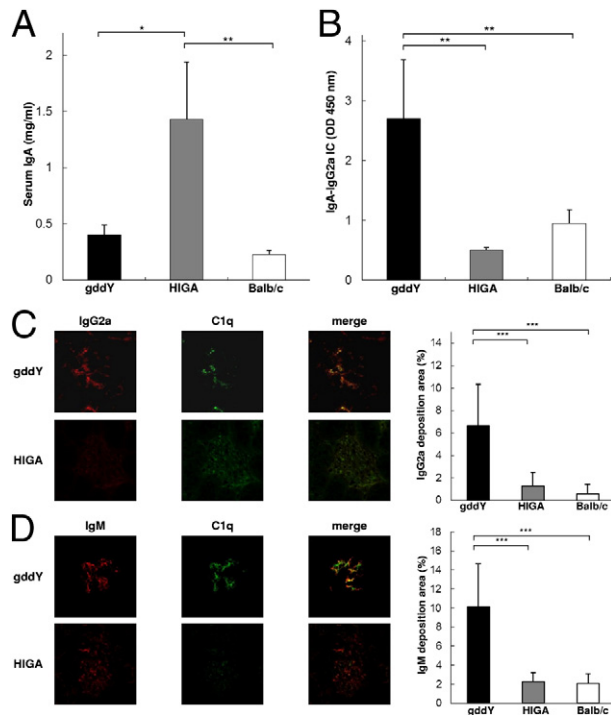 A
Serum IgA (mg/ml)
2
1.5
1
0.5
0
*
**
gddY HIGA Balb/c
B
IgA-IgG2a IC (OD 450 nm)
4
3
2
1
0
**
**
gddY HIGA Balb/c
C
IgG2a C1q merge
gddY
HIGA
IgG2a deposition area (%)
14
12
10
8
6
4
2
0
***
***
gddY HIGA Balb/c
D
IgM C1q merge
gddY
HIGA
IgM deposition area (%)
18
16
14
12
10
8
6
4
2
0
***
***
gddY HIGA Balb/c